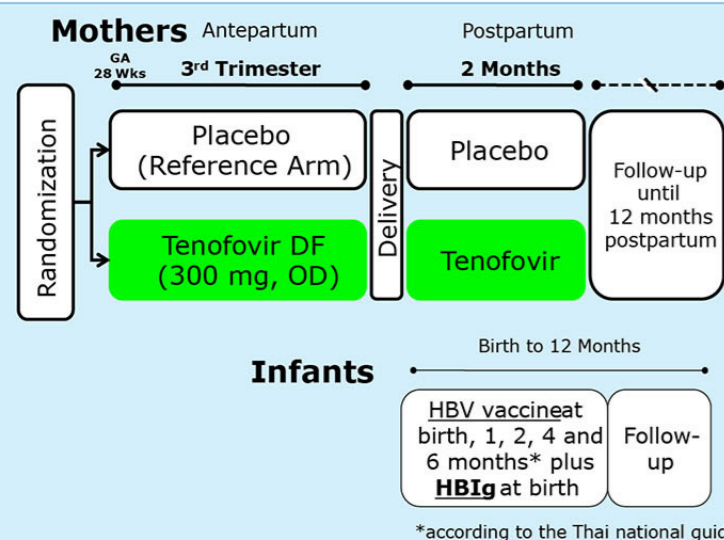 Mothers Antepartum Postpartum
GA
28 Wks 3rd Trimester 2 Months
Randomization
Placebo
(Reference Arm)
Tenofovir DF
(300 mg, OD)
Delivery
Placebo
Tenofovir
Follow-up
until
12 months
postpartum
Birth to 12 Months
Infants
HBV vaccineat
birth, 1, 2, 4 and
6 months* plus
HBIg at birth
Follow-
up
*according to the Thai national